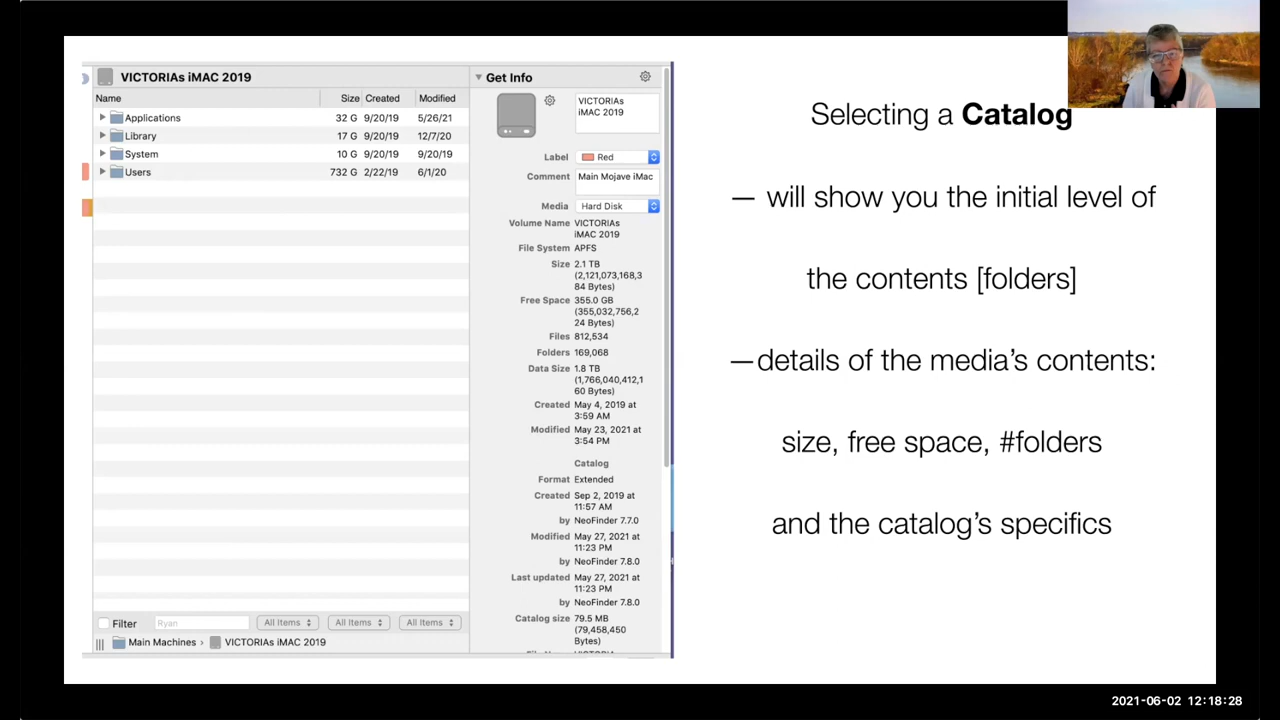 VICTORIAs iMAC 2019
Name Size Created Modified
Applications 32 G 9/20/19 5/26/21
Library 17 G 9/20/19 12/7/20
System 10 G 9/20/19 9/20/19
Users 732 G 2/22/19 6/1/20
Filter Ryan All Items All Items All Items
Main Machines › VICTORIAs iMAC 2019
Get Info
VICTORIAs
iMAC 2019
Label Red
Comment Main Mojave iMac
Media Hard Disk
Volume Name VICTORIAs
iMAC 2019
File System APFS
Size 2.1 TB
(2,121,073,168,3
84 Bytes)
Free Space 355.0 GB
(355,032,756,2
24 Bytes)
Files 812,534
Folders 169,068
Data Size 1.8 TB
(1,766,040,412,1
60 Bytes)
Created May 4, 2019 at
3:59 AM
Modified May 23, 2021 at
3:54 PM
Catalog
Format Extended
Created Sep 2, 2019 at
11:57 AM
by NeoFinder 7.7.0
Modified May 27, 2021 at
11:23 PM
by NeoFinder 7.8.0
Last updated May 27, 2021 at
11:23 PM
by NeoFinder 7.8.0
Catalog size 79.5 MB
(79,458,450
Bytes)
Selecting a Catalog
— will show you the initial level of
the contents [folders]
—details of the media’s contents:
size, free space, #folders
and the catalog’s specifics
2021-06-02 12:18:28